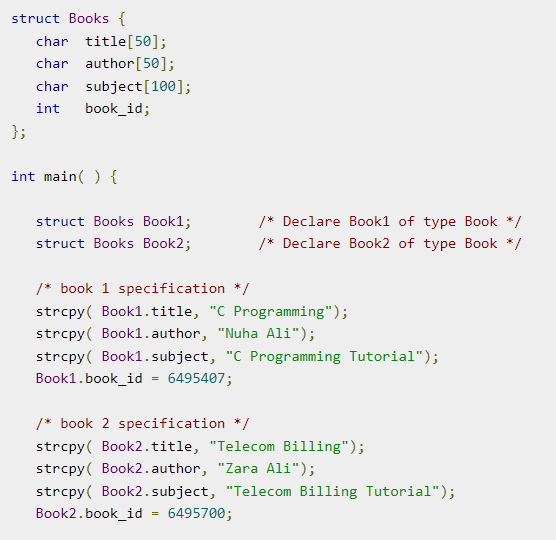 struct Books {
   char  title[50];
   char  author[50];
   char  subject[100];
   int   book_id;
};

int main( ) {

   struct Books Book1;        /* Declare Book1 of type Book */
   struct Books Book2;        /* Declare Book2 of type Book */

   /* book 1 specification */
   strcpy( Book1.title, "C Programming");
   strcpy( Book1.author, "Nuha Ali");
   strcpy( Book1.subject, "C Programming Tutorial");
   Book1.book_id = 6495407;

   /* book 2 specification */
   strcpy( Book2.title, "Telecom Billing");
   strcpy( Book2.author, "Zara Ali");
   strcpy( Book2.subject, "Telecom Billing Tutorial");
   Book2.book_id = 6495700;